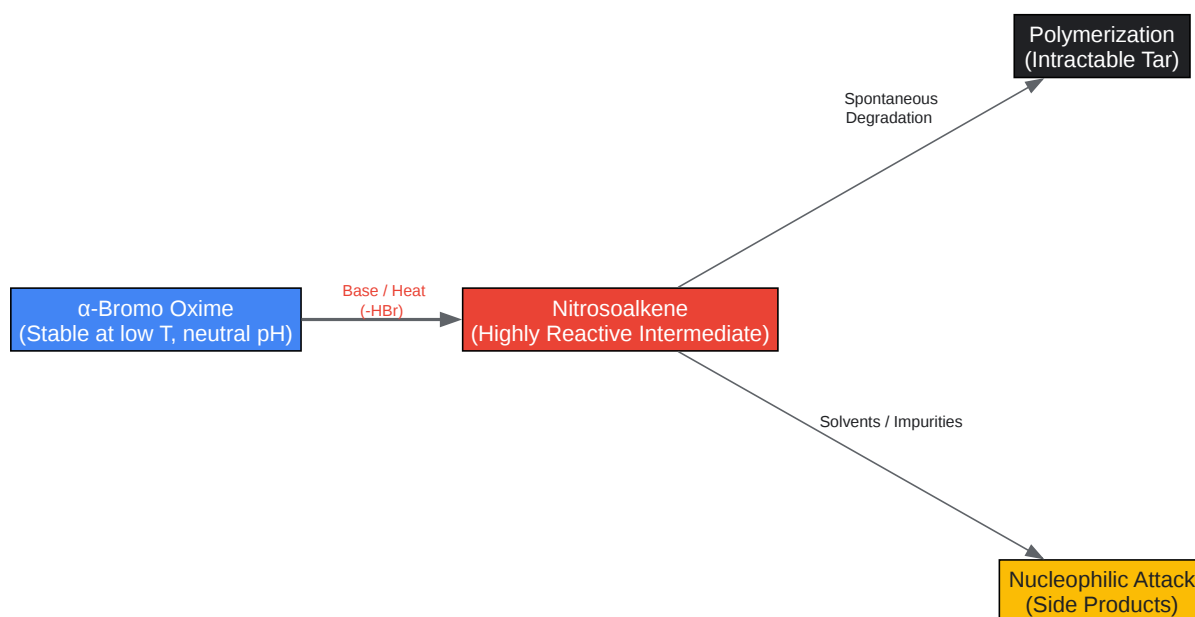 Polymerization
(Intractable Tar)
Spontaneous
Degradation
α-Bromo Oxime
(Stable at low T, neutral pH)
Base / Heat
(-HBr)
Nitrosoalkene
(Highly Reactive Intermediate)
Solvents / Impurities
Nucleophilic Attack
(Side Products)